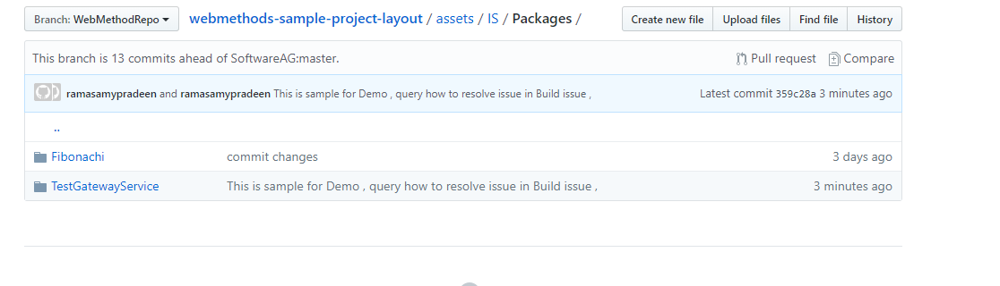 Branch: WebMethodRepo webmethods-sample-project-layout / assets / IS / Packages / Create new file Upload files Find file History
This branch is 13 commits ahead of SoftwareAG:master. Pull request Compare
ramasamypradeen and ramasamypradeen This is sample for Demo , query how to resolve issue in Build issue , Latest commit 359c28a 3 minutes ago
..
Fibonachi commit changes 3 days ago
TestGatewayService This is sample for Demo , query how to resolve issue in Build issue , 3 minutes ago